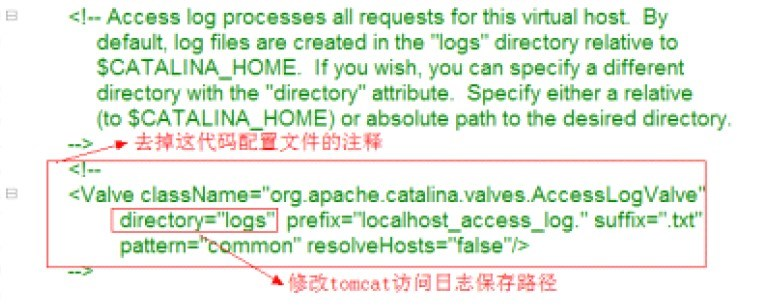 <!-- Access log processes all requests for this virtual host.  By
default, log files are created in the "logs" directory relative to
$CATALINA_HOME.  If you wish, you can specify a different
directory with the "directory" attribute.  Specify either a relative
(to $CATALINA_HOME) or absolute path to the desired directory.
-->
去掉这代码配置文件的注释
<!--
<Valve className="org.apache.catalina.valves.AccessLogValve"
directory="logs"  prefix="localhost_access_log." suffix=".txt"
pattern="common" resolveHosts="false"/>
-->
修改tomcat访问日志保存路径